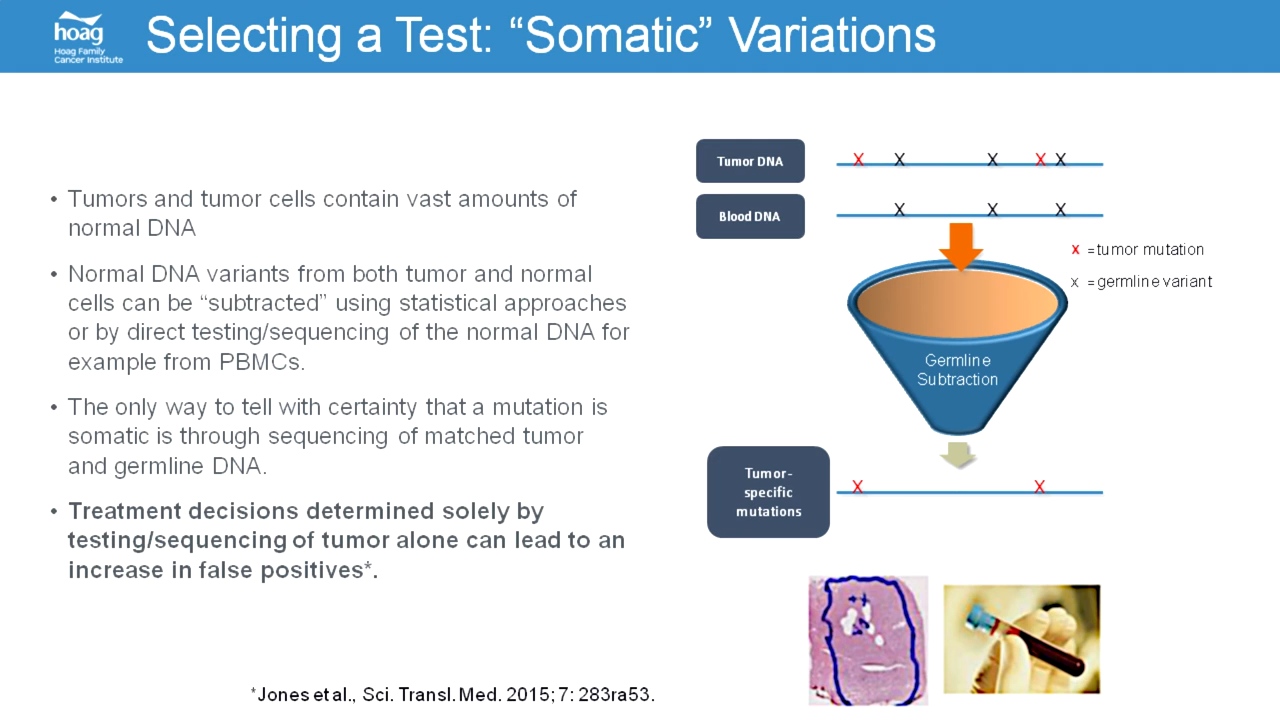 hoag
Hoag Family
Cancer Institute
Selecting a Test: “Somatic” Variations
• Tumors and tumor cells contain vast amounts of
normal DNA
• Normal DNA variants from both tumor and normal
cells can be “subtracted” using statistical approaches
or by direct testing/sequencing of the normal DNA for
example from PBMCs.
• The only way to tell with certainty that a mutation is
somatic is through sequencing of matched tumor
and germline DNA.
• Treatment decisions determined solely by
testing/sequencing of tumor alone can lead to an
increase in false positives*.
*Jones et al., Sci. Transl. Med. 2015; 7: 283ra53.
Tumor DNA
X X X X X
Blood DNA
X X X
X =tumor mutation
X =germline variant
Germline
Subtraction
Tumor-
specific
mutations
X X